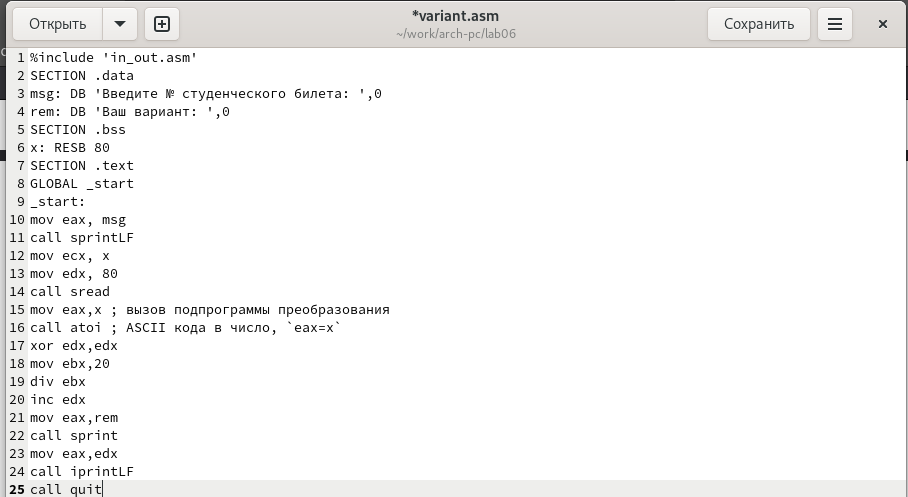 Открыть
*variant.asm
~/work/arch-pc/lab06
Сохранить
1 %include 'in_out.asm'
2 SECTION .data
3 msg: DB 'Введите № студенческого билета: ',0
4 rem: DB 'Ваш вариант: ',0
5 SECTION .bss
6 x: RESB 80
7 SECTION .text
8 GLOBAL _start
9 _start:
10 mov eax, msg
11 call sprintLF
12 mov ecx, x
13 mov edx, 80
14 call sread
15 mov eax,x ; вызов подпрограммы преобразования
16 call atoi ; ASCII кода в число, `eax=x`
17 xor edx,edx
18 mov ebx,20
19 div ebx
20 inc edx
21 mov eax,rem
22 call sprint
23 mov eax,edx
24 call iprintLF
25 call quit